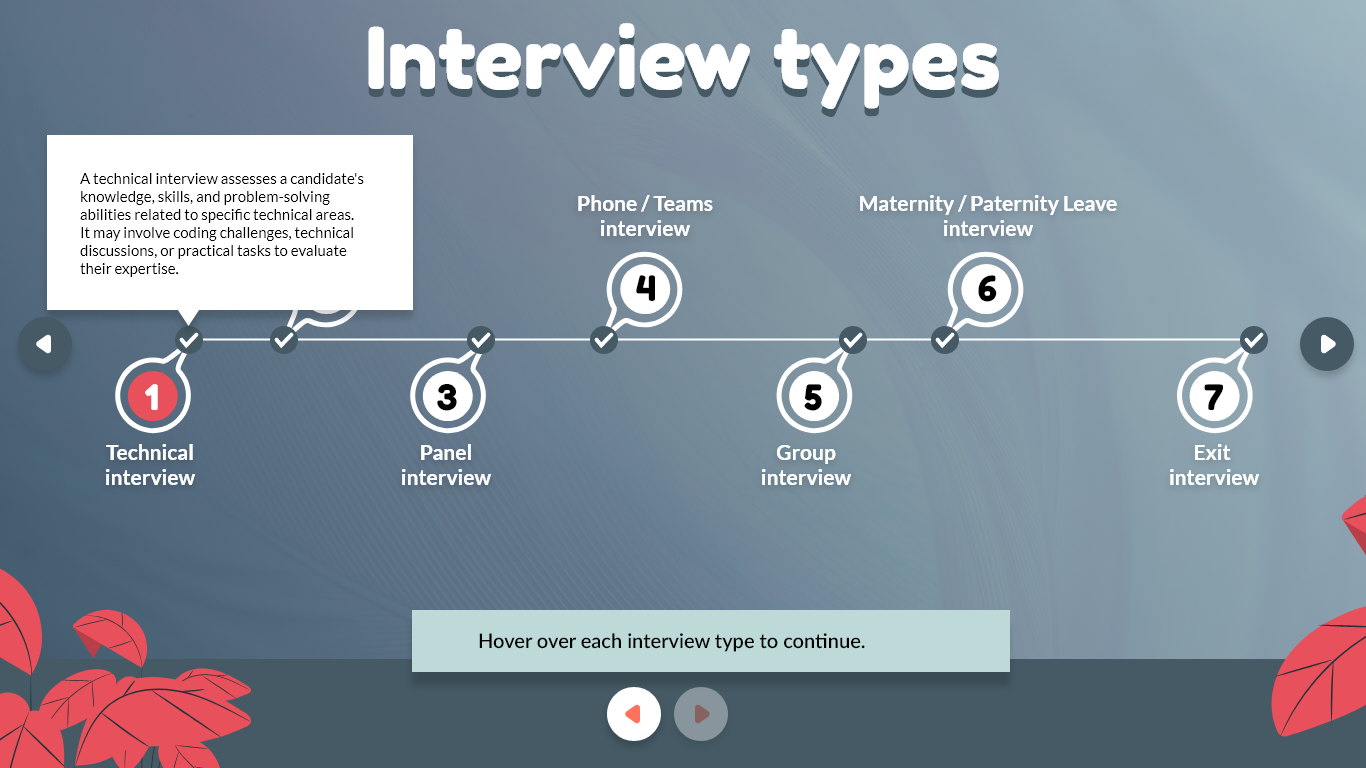 Interview types
A technical interview assesses a candidate's
knowledge, skills, and problem-solving
abilities related to specific technical areas.
It may involve coding challenges, technical
discussions, or practical tasks to evaluate
their expertise.
Phone / Teams
interview
Maternity / Paternity Leave
interview
4
6
1
3
5
7
Technical
interview
Panel
interview
Group
interview
Exit
interview
Hover over each interview type to continue.